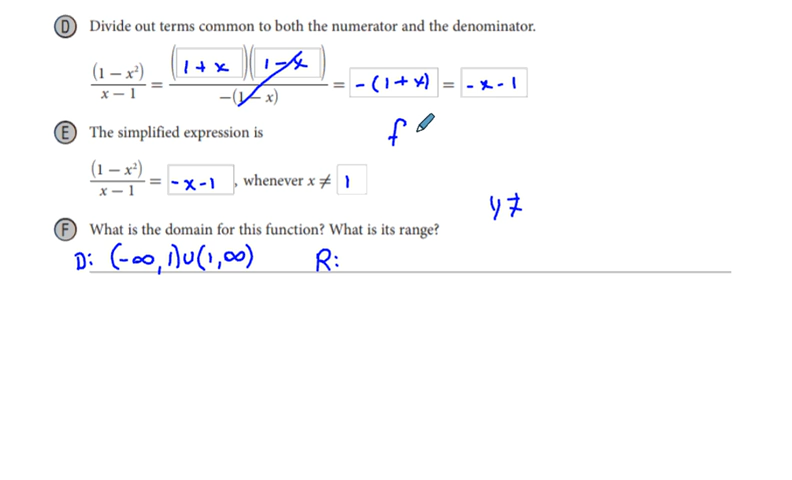 D Divide out terms common to both the numerator and the denominator.
(1 − x²)/(x − 1) = (1 + x)(1 − x)/−(1 − x) = −(1 + x) = −x − 1
E The simplified expression is
f
(1 − x²)/(x − 1) = −x−1 , whenever x ≠ 1
y ≠
F What is the domain for this function? What is its range?
D: (−∞, 1)∪(1, ∞) R: